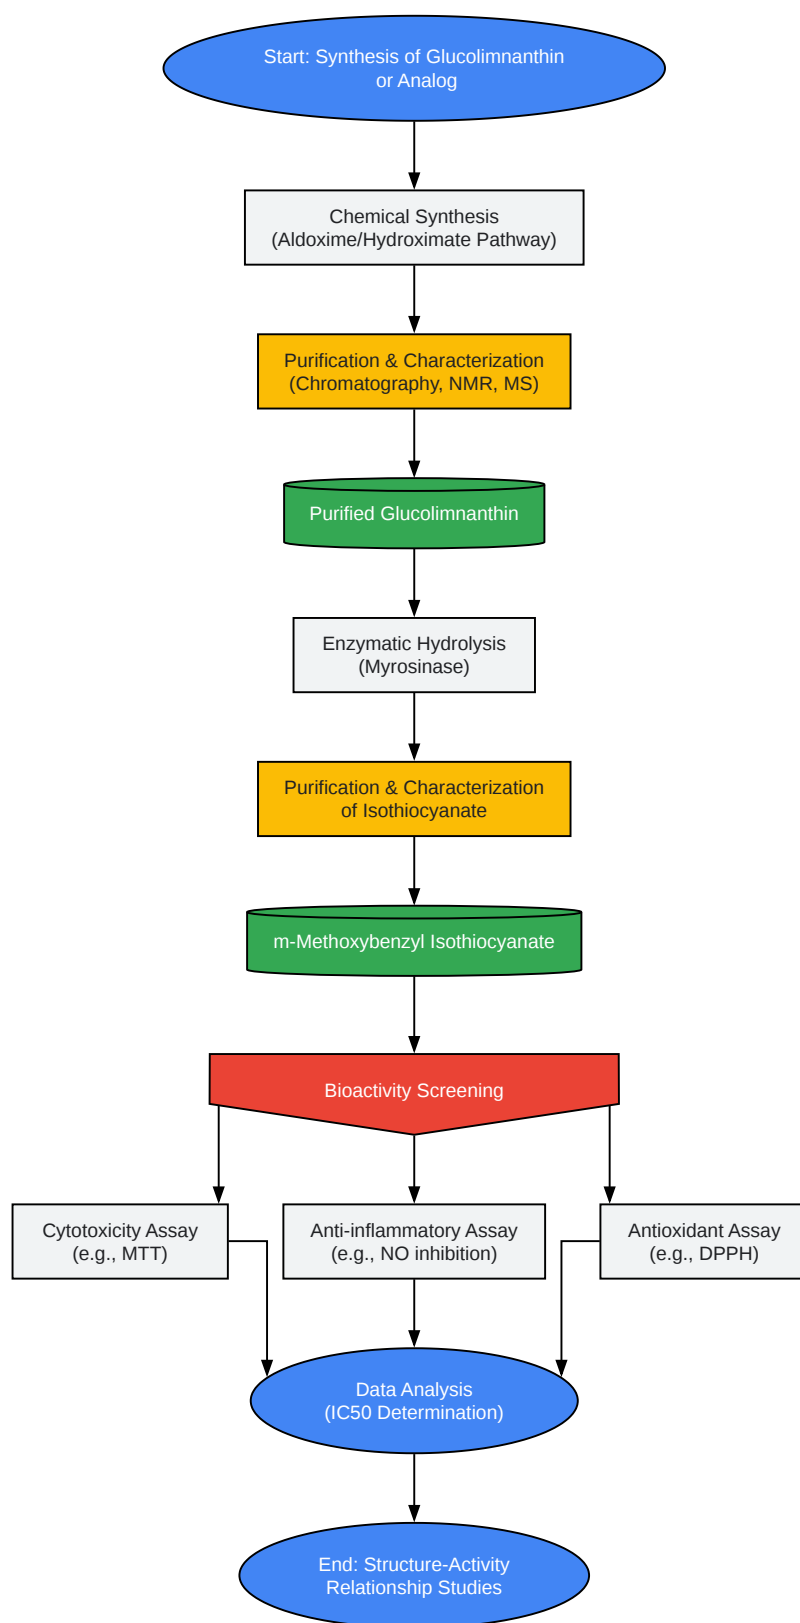 Start: Synthesis of Glucolimnanthin
or Analog
Chemical Synthesis
(Aldoxime/Hydroximate Pathway)
Purification & Characterization
(Chromatography, NMR, MS)
Purified Glucolimnanthin
Enzymatic Hydrolysis
(Myrosinase)
Purification & Characterization
of Isothiocyanate
m-Methoxybenzyl Isothiocyanate
Bioactivity Screening
Cytotoxicity Assay
(e.g., MTT)
Anti-inflammatory Assay
(e.g., NO inhibition)
Antioxidant Assay
(e.g., DPPH)
Data Analysis
(IC50 Determination)
End: Structure-Activity
Relationship Studies